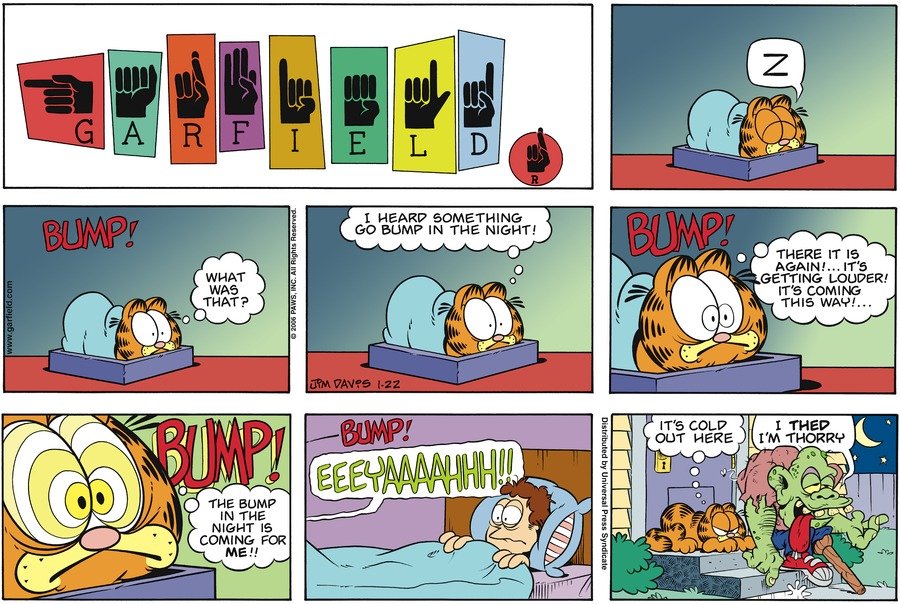 G A R F I E L D
R
Z
BUMP!
WHAT
WAS
THAT?
www.garfield.com
© 2006 PAWS, INC. All Rights Reserved.
I HEARD SOMETHING
GO BUMP IN THE NIGHT!
JIM DAVIS 1-22
BUMP!
THERE IT IS
AGAIN!...IT'S
GETTING LOUDER!
IT'S COMING
THIS WAY!...
BUMP!
THE BUMP
IN THE
NIGHT IS
COMING FOR
ME!!
BUMP!
EEEYAAAAHHH!!
Distributed by Universal Press Syndicate
IT'S COLD
OUT HERE
Z
I THED
I'M THORRY